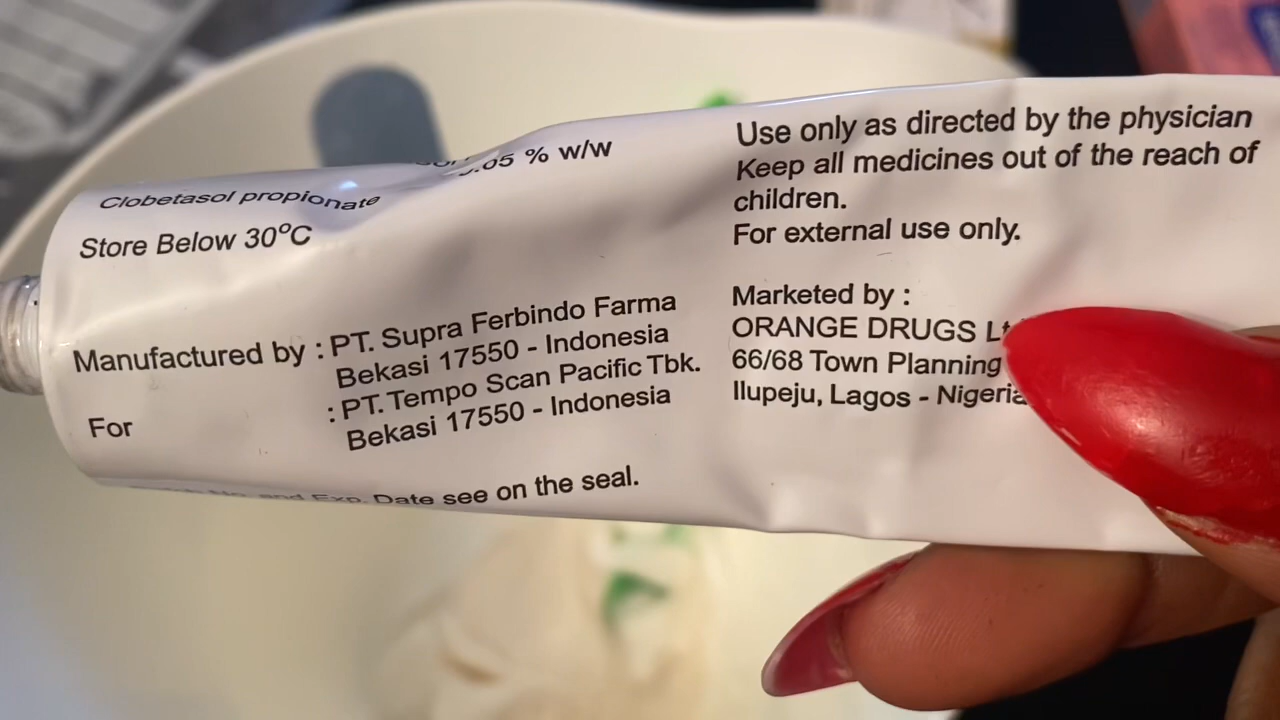 Clobetasol propionate .05 % w/w
Store Below 30°C
Manufactured by : PT. Supra Ferbindo Farma
Bekasi 17550 - Indonesia
For : PT. Tempo Scan Pacific Tbk.
Bekasi 17550 - Indonesia
and Exp. Date see on the seal.
Use only as directed by the physician
Keep all medicines out of the reach of
children.
For external use only.
Marketed by :
ORANGE DRUGS
66/68 Town Planning
Ilupeju, Lagos - Nigeria